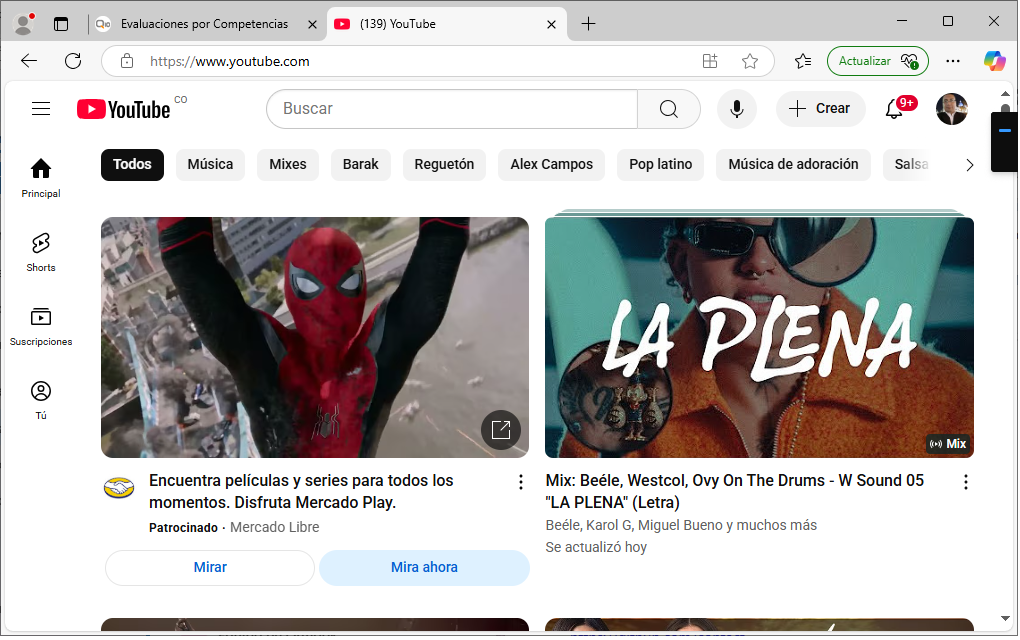 Evaluaciones por Competencias
(139) YouTube
https://www.youtube.com
Actualizar
YouTube CO
Buscar
Crear
9+
Todos
Música
Mixes
Barak
Reguetón
Alex Campos
Pop latino
Música de adoración
Salsa
Principal
Shorts
Suscripciones
Tú
LA PLENA
Mix
Encuentra películas y series para todos los
momentos. Disfruta Mercado Play.
Patrocinado · Mercado Libre
Mirar
Mira ahora
Mix: Beéle, Westcol, Ovy On The Drums - W Sound 05
"LA PLENA" (Letra)
Beéle, Karol G, Miguel Bueno y muchos más
Se actualizó hoy